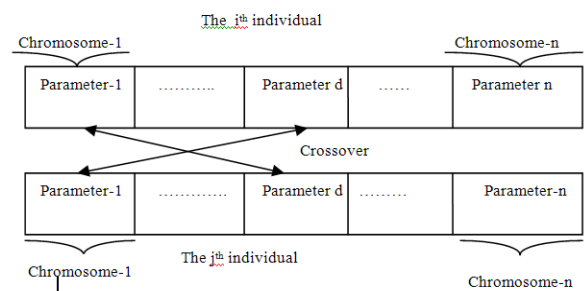 The ith individual
Chromosome-1 Chromosome-n
Parameter-1 ........... Parameter d ...... Parameter n
Crossover
Parameter-1 ............. Parameter d ......... Parameter-n
The jth individual
Chromosome-1 Chromosome-n